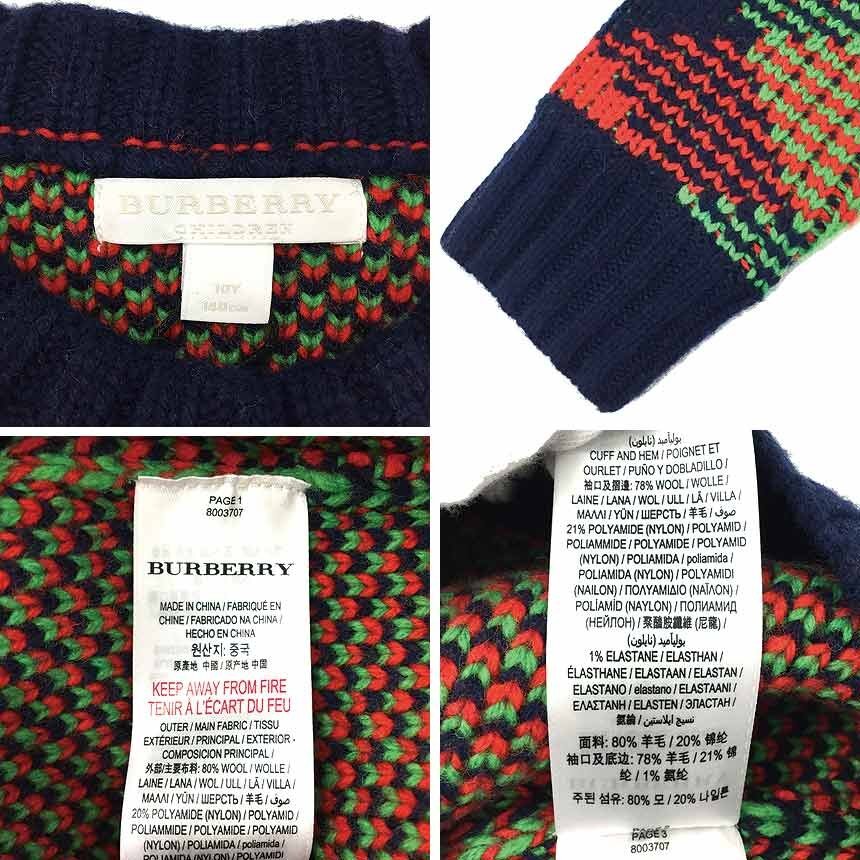 BURBERRY
CHILDREN
10Y
140cm
PAGE 1
8003707
BURBERRY
MADE IN CHINA / FABRIQUÉ EN
CHINE / FABRICADO NA CHINA /
HECHO EN CHINA
원산지: 중국
原產地 中國 / 原产地 中国
KEEP AWAY FROM FIRE
TENIR À L'ÉCART DU FEU
OUTER / MAIN FABRIC / TISSU
EXTÉRIEUR / PRINCIPAL / EXTERIOR -
COMPOSICION PRINCIPAL /
外部/主要布料: 80% WOOL / WOLLE /
LAINE / LANA / WOL / ULL / LÃ / VILLA /
ΜΑΛΛΙ / YÜN / ШЕРСТЬ / 羊毛 / صوف /
20% POLYAMIDE (NYLON) / POLYAMID /
POLIAMMIDE / POLYAMIDE / POLYAMID
(NYLON) / POLIAMIDA / poliamida /
POLIAMIDA (NYLON) / POLYAMIDI
بوليأميد (نايلون)
CUFF AND HEM / POIGNET ET
OURLET / PUÑO Y DOBLADILLO /
袖口及摺邊: 78% WOOL / WOLLE /
LAINE / LANA / WOL / ULL / LÃ / VILLA /
ΜΑΛΛΙ / YÜN / ШЕРСТЬ / 羊毛 / صوف /
21% POLYAMIDE (NYLON) / POLYAMID /
POLIAMMIDE / POLYAMIDE / POLYAMID
(NYLON) / POLIAMIDA / poliamida /
POLIAMIDA (NYLON) / POLYAMIDI
(NAILON) / ΠΟΛΥΑΜΙΔΙΟ (ΝΑΪΛΟΝ) /
POLİAMİD (NAYLON) / ПОЛИАМИД
(НЕЙЛОН) / 聚醯胺纖維 (尼龍) /
بوليأميد (نايلون)
1% ELASTANE / ELASTHAN /
ÉLASTHANNE / ELASTAAN / ELASTAN /
ELASTANO / elastano / ELASTAANI /
ΕΛΑΣΤΑΝΗ / ELASTEN / ЭЛАСТАН /
氨綸 / نسيج ايلاستين
面料: 80% 羊毛 / 20% 锦纶
袖口及底边: 78% 羊毛 / 21% 锦
纶 / 1% 氨纶
주된 섬유: 80% 모 / 20% 나일론
PAGE 3
8003707